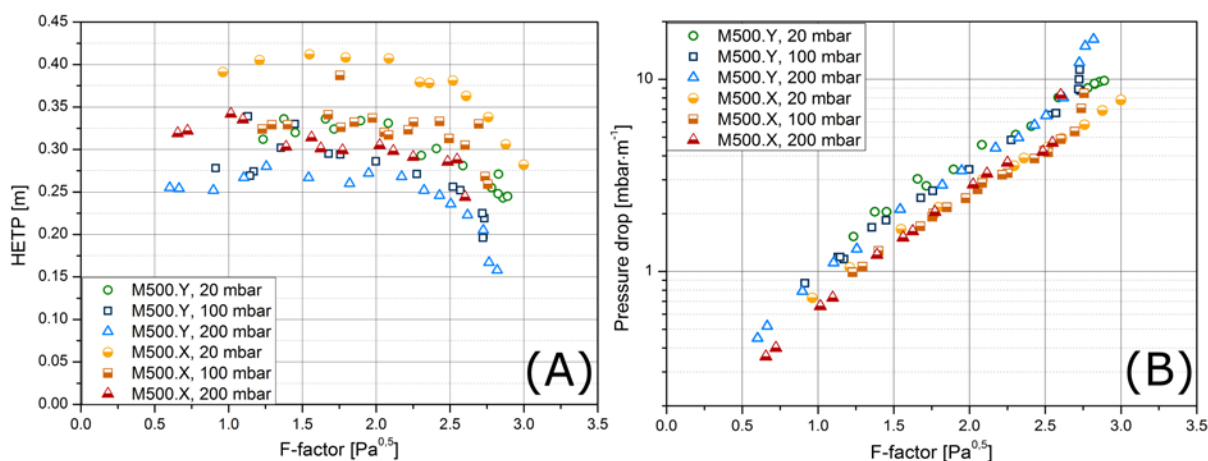 0.45
0.40
0.35
0.30
0.25
0.20
0.15
0.10
0.05
0.00
HETP [m]
M500.Y, 20 mbar
M500.Y, 100 mbar
M500.Y, 200 mbar
M500.X, 20 mbar
M500.X, 100 mbar
M500.X, 200 mbar
(A)
0.0 0.5 1.0 1.5 2.0 2.5 3.0 3.5
F-factor [Pa0,5]
M500.Y, 20 mbar
M500.Y, 100 mbar
M500.Y, 200 mbar
M500.X, 20 mbar
M500.X, 100 mbar
M500.X, 200 mbar
10
1
Pressure drop [mbar·m-1]
(B)
0.0 0.5 1.0 1.5 2.0 2.5 3.0 3.5
F-factor [Pa0,5]